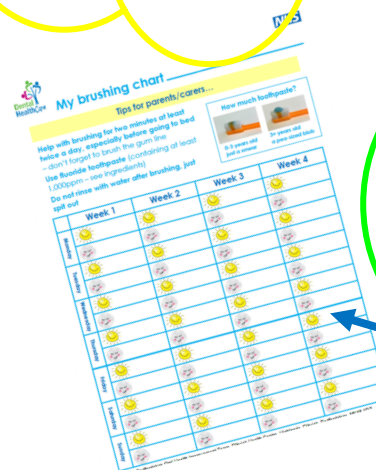 NHS
Dental
HealthCare
My brushing chart
Tips for parents/carers...
Help with brushing for two minutes at least
twice a day, especially before going to bed
– don't forget to brush the gum line
Use fluoride toothpaste (containing at least
1,000ppm – see ingredients)
Do not rinse with water after brushing, just
spit out
How much toothpaste?
0-3 years old
just a smear
3+ years old
a pea-sized blob
Week 1
Week 2
Week 3
Week 4
Monday
Tuesday
Wednesday
Thursday
Friday
Saturday
Sunday